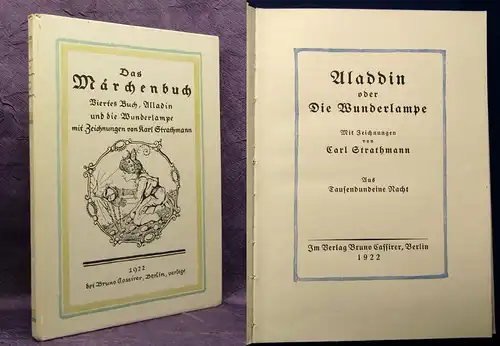 Das
Märchenbuch
Viertes Buch. Alladin
und die Wunderlampe
mit Zeichnungen von Karl Strathmann
1922
bei Bruno Cassirer, Berlin, verlegt
Aladdin
oder
Die Wunderlampe
Mit Zeichnungen
von
Carl Strathmann
Aus
Tausendundeine Nacht
Im Verlag Bruno Cassirer, Berlin
1922